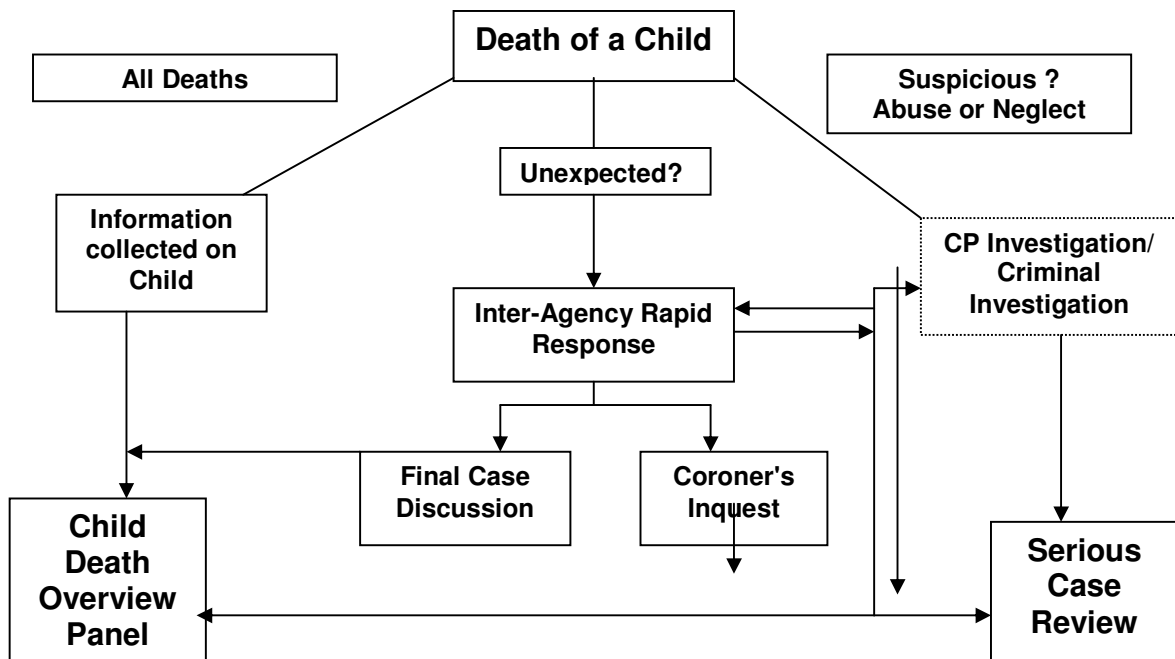 Death of a Child
All Deaths
Suspicious ?
Abuse or Neglect
Unexpected?
Information
collected on
Child
CP Investigation/
Criminal
Investigation
Inter-Agency Rapid
Response
Final Case
Discussion
Coroner's
Inquest
Child
Death
Overview
Panel
Serious
Case
Review